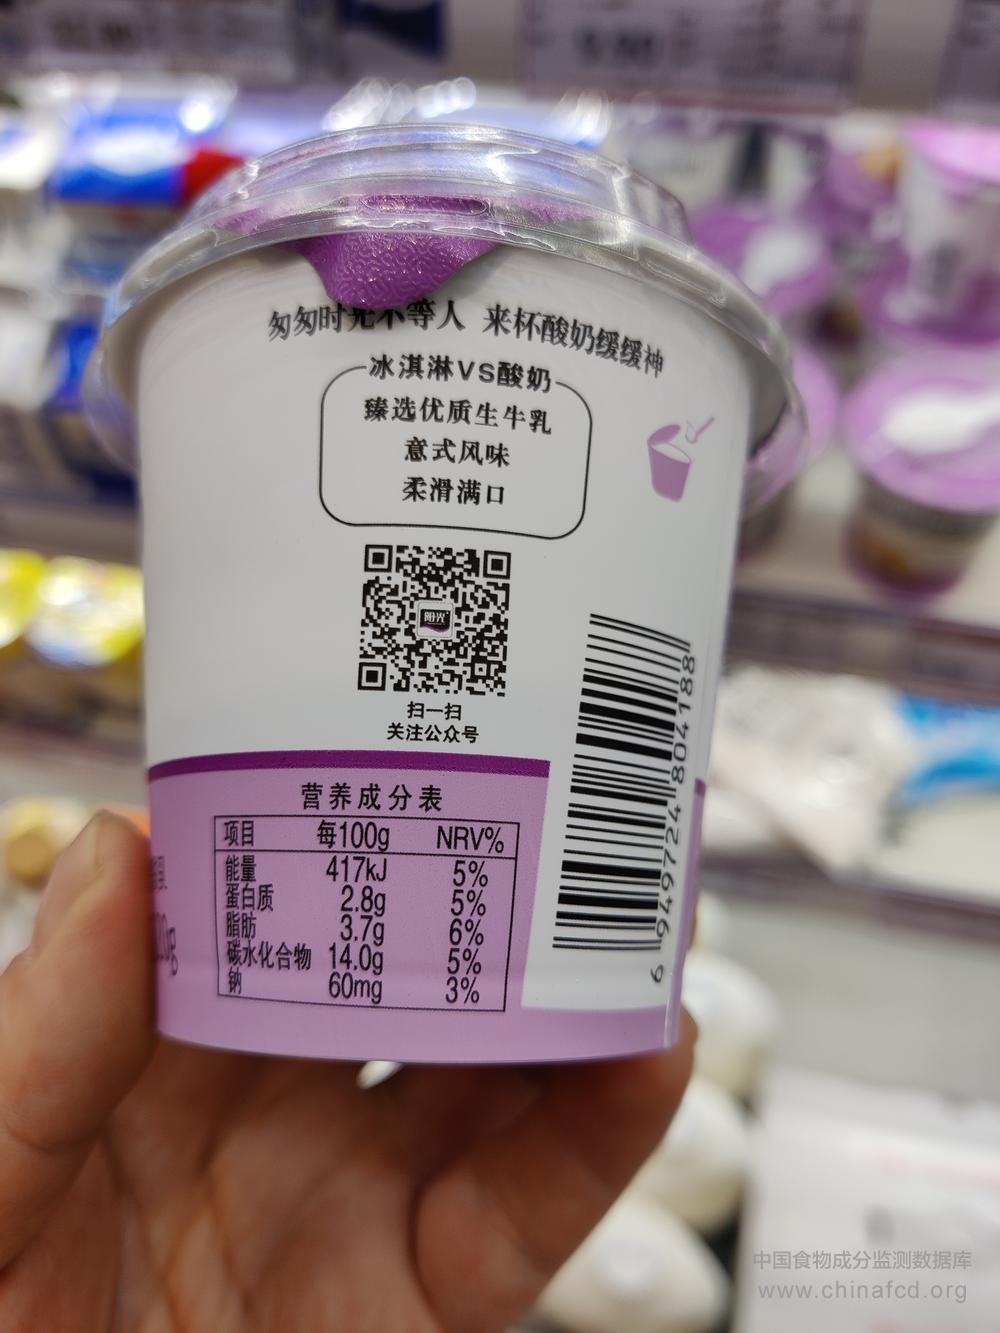 匆匆时光不等人 来杯酸奶缓缓神
冰淇淋VS酸奶
臻选优质生牛乳
意式风味
柔滑满口
阳光
扫一扫
关注公众号
6 949724 804188
营养成分表
项目 每100g NRV%
能量 417kJ 5%
蛋白质 2.8g 5%
脂肪 3.7g 6%
碳水化合物 14.0g 5%
钠 60mg 3%
中国食物成分监测数据库
www.chinafcd.org